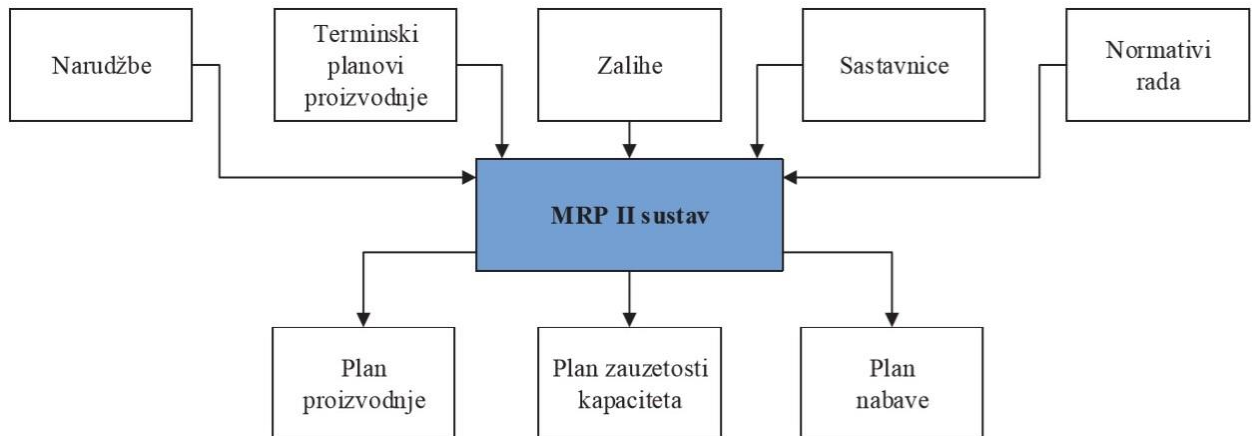 Narudžbe
Terminski
planovi
proizvodnje
Zalihe
Sastavnice
Normativi
rada
MRP II sustav
Plan
proizvodnje
Plan zauzetosti
kapaciteta
Plan
nabave